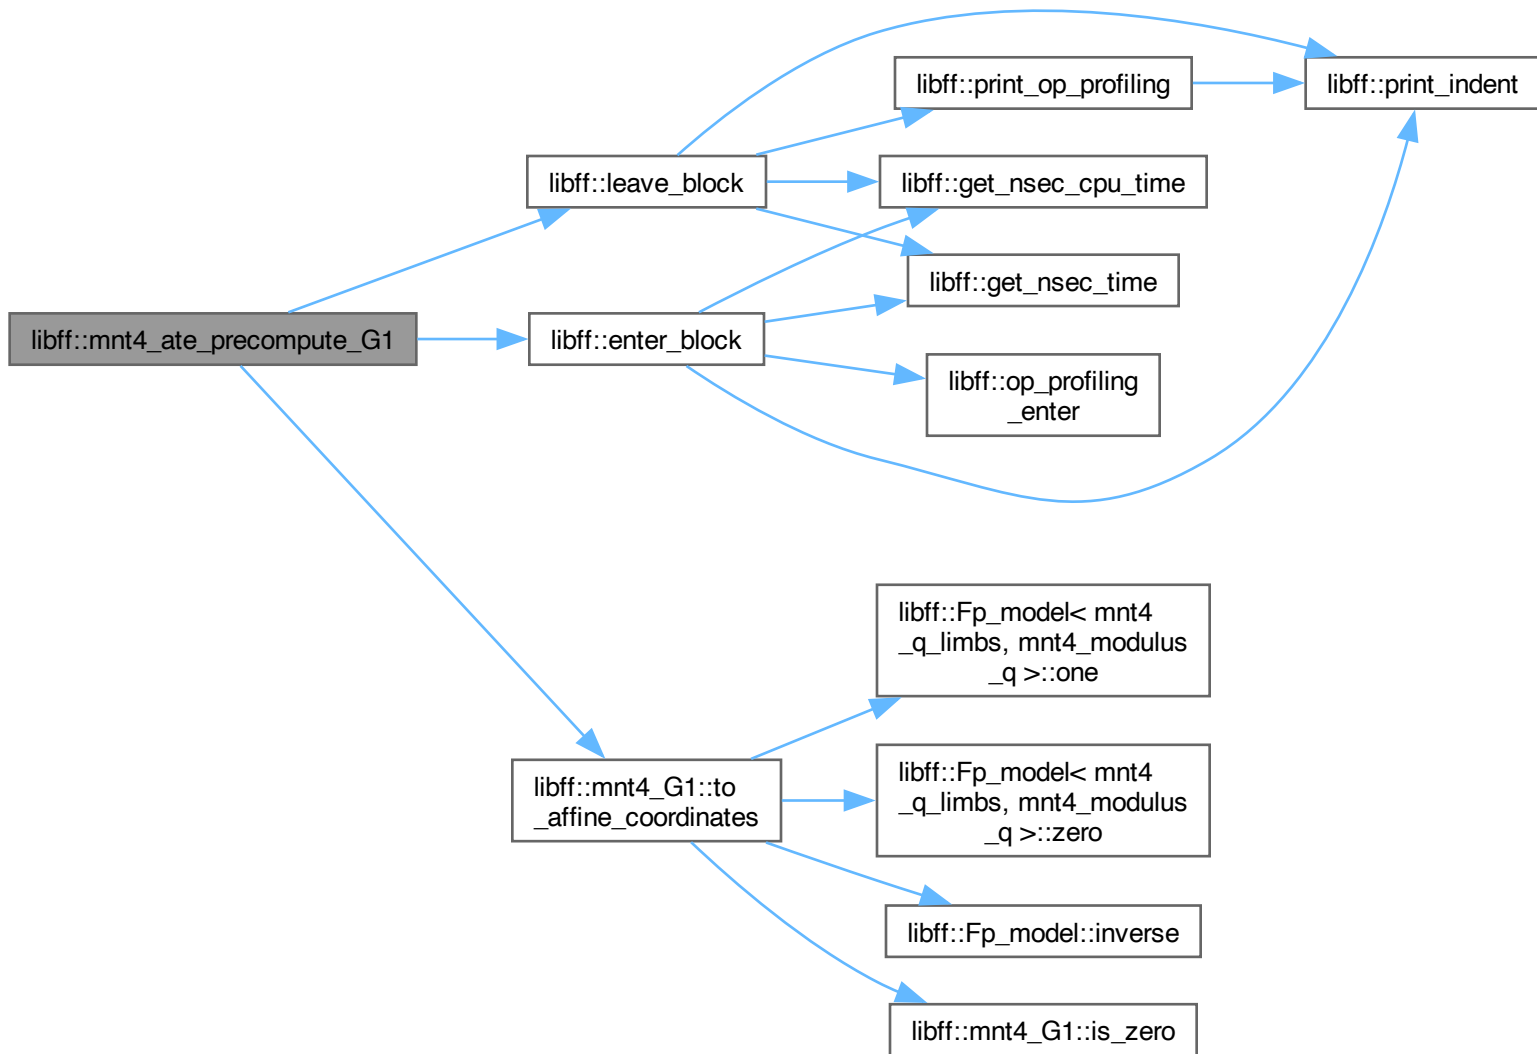 libff::print_op_profiling
libff::print_indent
libff::leave_block
libff::get_nsec_cpu_time
libff::get_nsec_time
libff::mnt4_ate_precompute_G1
libff::enter_block
libff::op_profiling
_enter
libff::Fp_model< mnt4
_q_limbs, mnt4_modulus
_q >::one
libff::mnt4_G1::to
_affine_coordinates
libff::Fp_model< mnt4
_q_limbs, mnt4_modulus
_q >::zero
libff::Fp_model::inverse
libff::mnt4_G1::is_zero